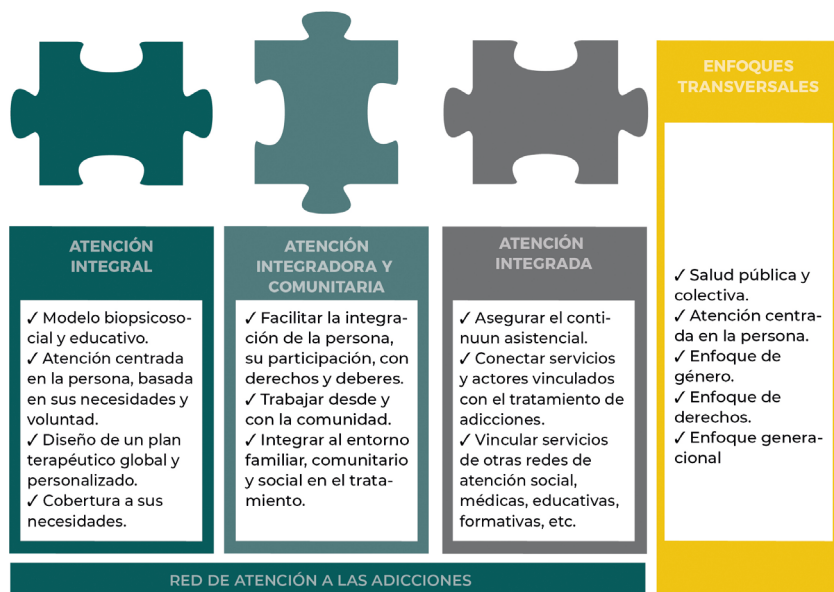 ATENCIÓN
INTEGRAL
✓ Modelo biopsicoso-
cial y educativo.
✓ Atención centrada
en la persona, basada
en sus necesidades y
voluntad.
✓ Diseño de un plan
terapéutico global y
personalizado.
✓ Cobertura a sus
necesidades.
ATENCIÓN
INTEGRADORA Y
COMUNITARIA
✓ Facilitar la integra-
ción de la persona,
su participación, con
derechos y deberes.
✓ Trabajar desde y
con la comunidad.
✓ Integrar al entorno
familiar, comunitario
y social en el trata-
miento.
ATENCIÓN
INTEGRADA
✓ Asegurar el conti-
nuun asistencial.
✓ Conectar servicios
y actores vinculados
con el tratamiento de
adicciones.
✓ Vincular servicios
de otras redes de
atención social,
médicas, educativas,
formativas, etc.
ENFOQUES
TRANSVERSALES
✓ Salud pública y
colectiva.
✓ Atención centra-
da en la persona.
✓ Enfoque de
género.
✓ Enfoque de
derechos.
✓ Enfoque genera-
cional
RED DE ATENCIÓN A LAS ADICCIONES